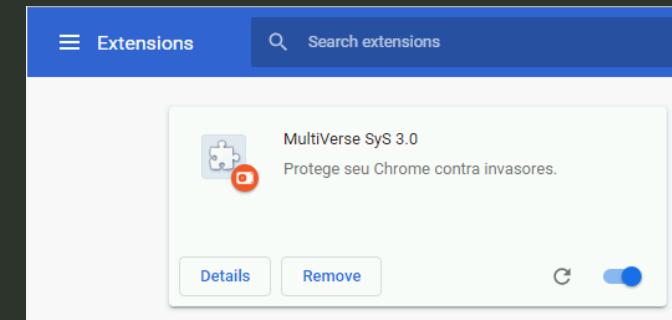 Extensions
Search extensions
MultiVerse SyS 3.0
Protege seu Chrome contra invasores.
Details
Remove